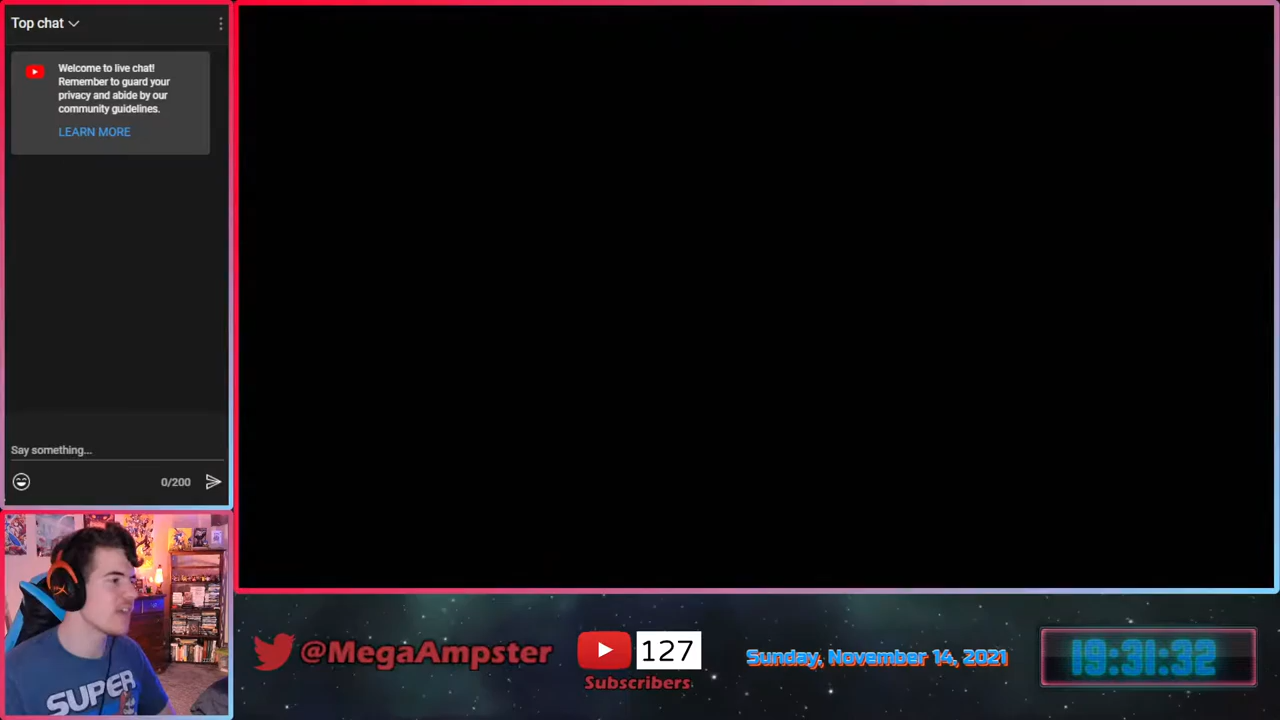 Top chat
Welcome to live chat!
Remember to guard your
privacy and abide by our
community guidelines.
LEARN MORE
Say something...
0/200
SUPER
@MegaAmpster
127
Subscribers
Sunday, November 14, 2021
19:31:32